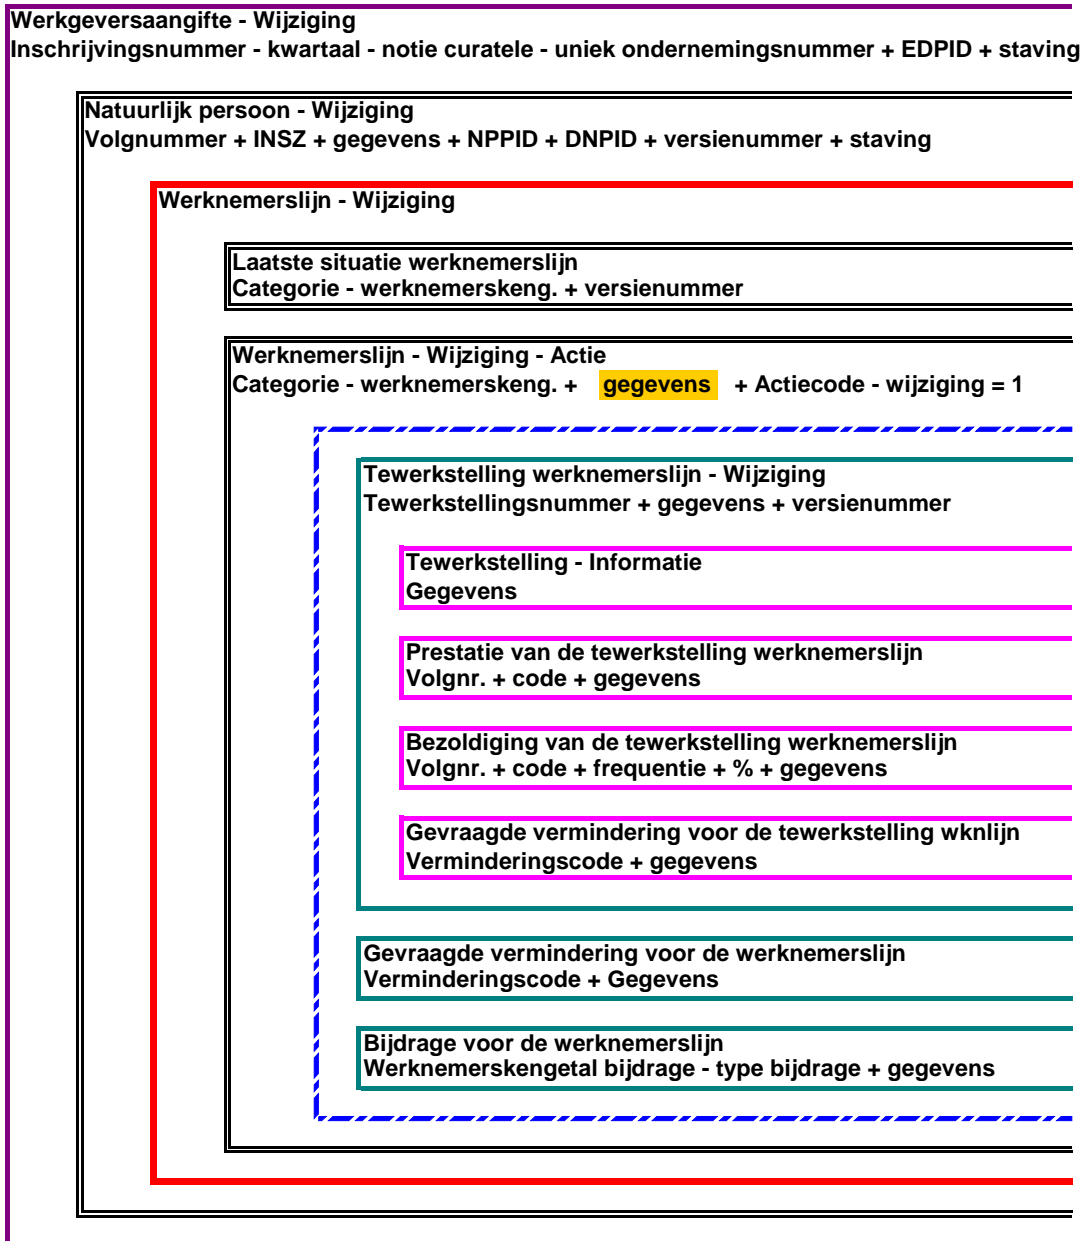 Werkgeversaangifte - Wijziging
Inschrijvingsnummer - kwartaal - notie curatele - uniek ondernemingsnummer + EDPID + staving
Natuurlijk persoon - Wijziging
Volgnummer + INSZ + gegevens + NPPID + DNPID + versienummer + staving
Werknemerslijn - Wijziging
Laatste situatie werknemerslijn
Categorie - werknemerskeng. + versienummer
Werknemerslijn - Wijziging - Actie
Categorie - werknemerskeng. + gegevens + Actiecode - wijziging = 1
Tewerkstelling werknemerslijn - Wijziging
Tewerkstellingsnummer + gegevens + versienummer
Tewerkstelling - Informatie
Gegevens
Prestatie van de tewerkstelling werknemerslijn
Volgnr. + code + gegevens
Bezoldiging van de tewerkstelling werknemerslijn
Volgnr. + code + frequentie + % + gegevens
Gevraagde vermindering voor de tewerkstelling wknlijn
Verminderingscode + gegevens
Gevraagde vermindering voor de werknemerslijn
Verminderingscode + Gegevens
Bijdrage voor de werknemerslijn
Werknemerskengetal bijdrage - type bijdrage + gegevens